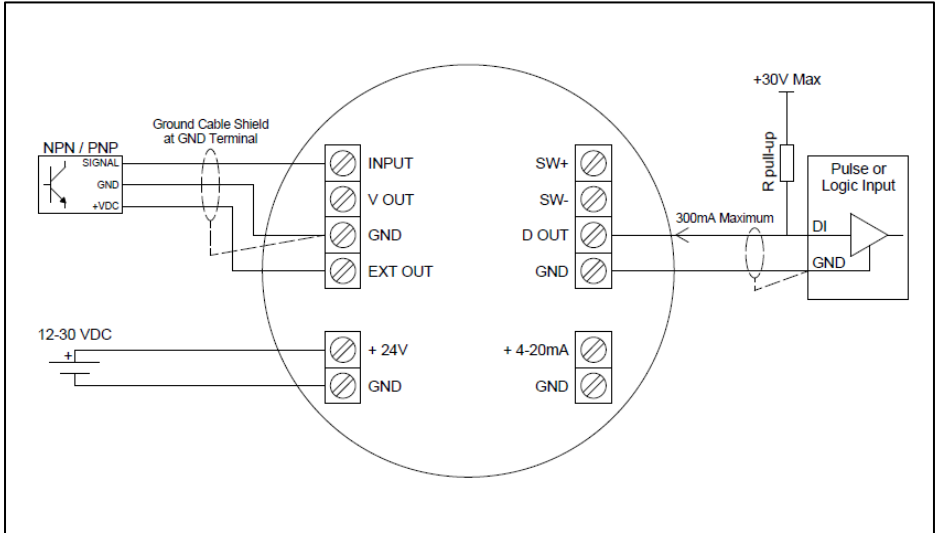 +30V Max
Ground Cable Shield
at GND Terminal
NPN / PNP
SIGNAL
GND
+VDC
INPUT
V OUT
GND
EXT OUT
SW+
SW-
D OUT
GND
300mA Maximum
R pull-up
Pulse or
Logic Input
DI
GND
12-30 VDC
+
+ 24V
GND
+ 4-20mA
GND